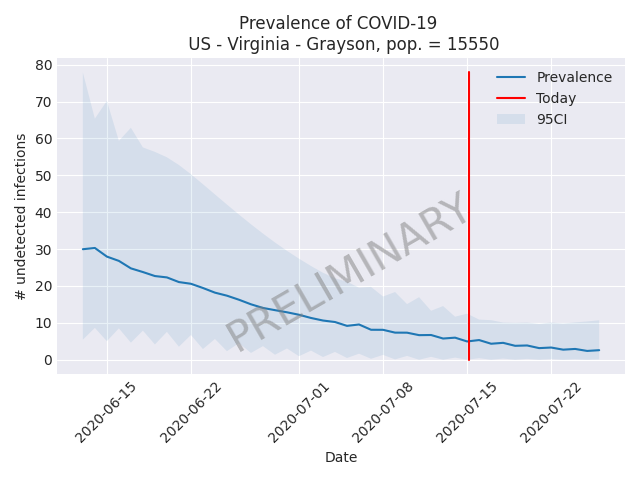 Prevalence of COVID-19
US - Virginia - Grayson, pop. = 15550
80
70
60
50
40
30
20
10
0
# undetected infections
Prevalence
Today
95CI
PRELIMINARY
2020-06-15
2020-06-22
2020-07-01
2020-07-08
2020-07-15
2020-07-22
Date